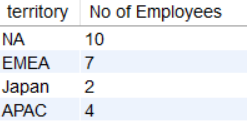 territory No of Employees
NA 10
EMEA 7
Japan 2
APAC 4